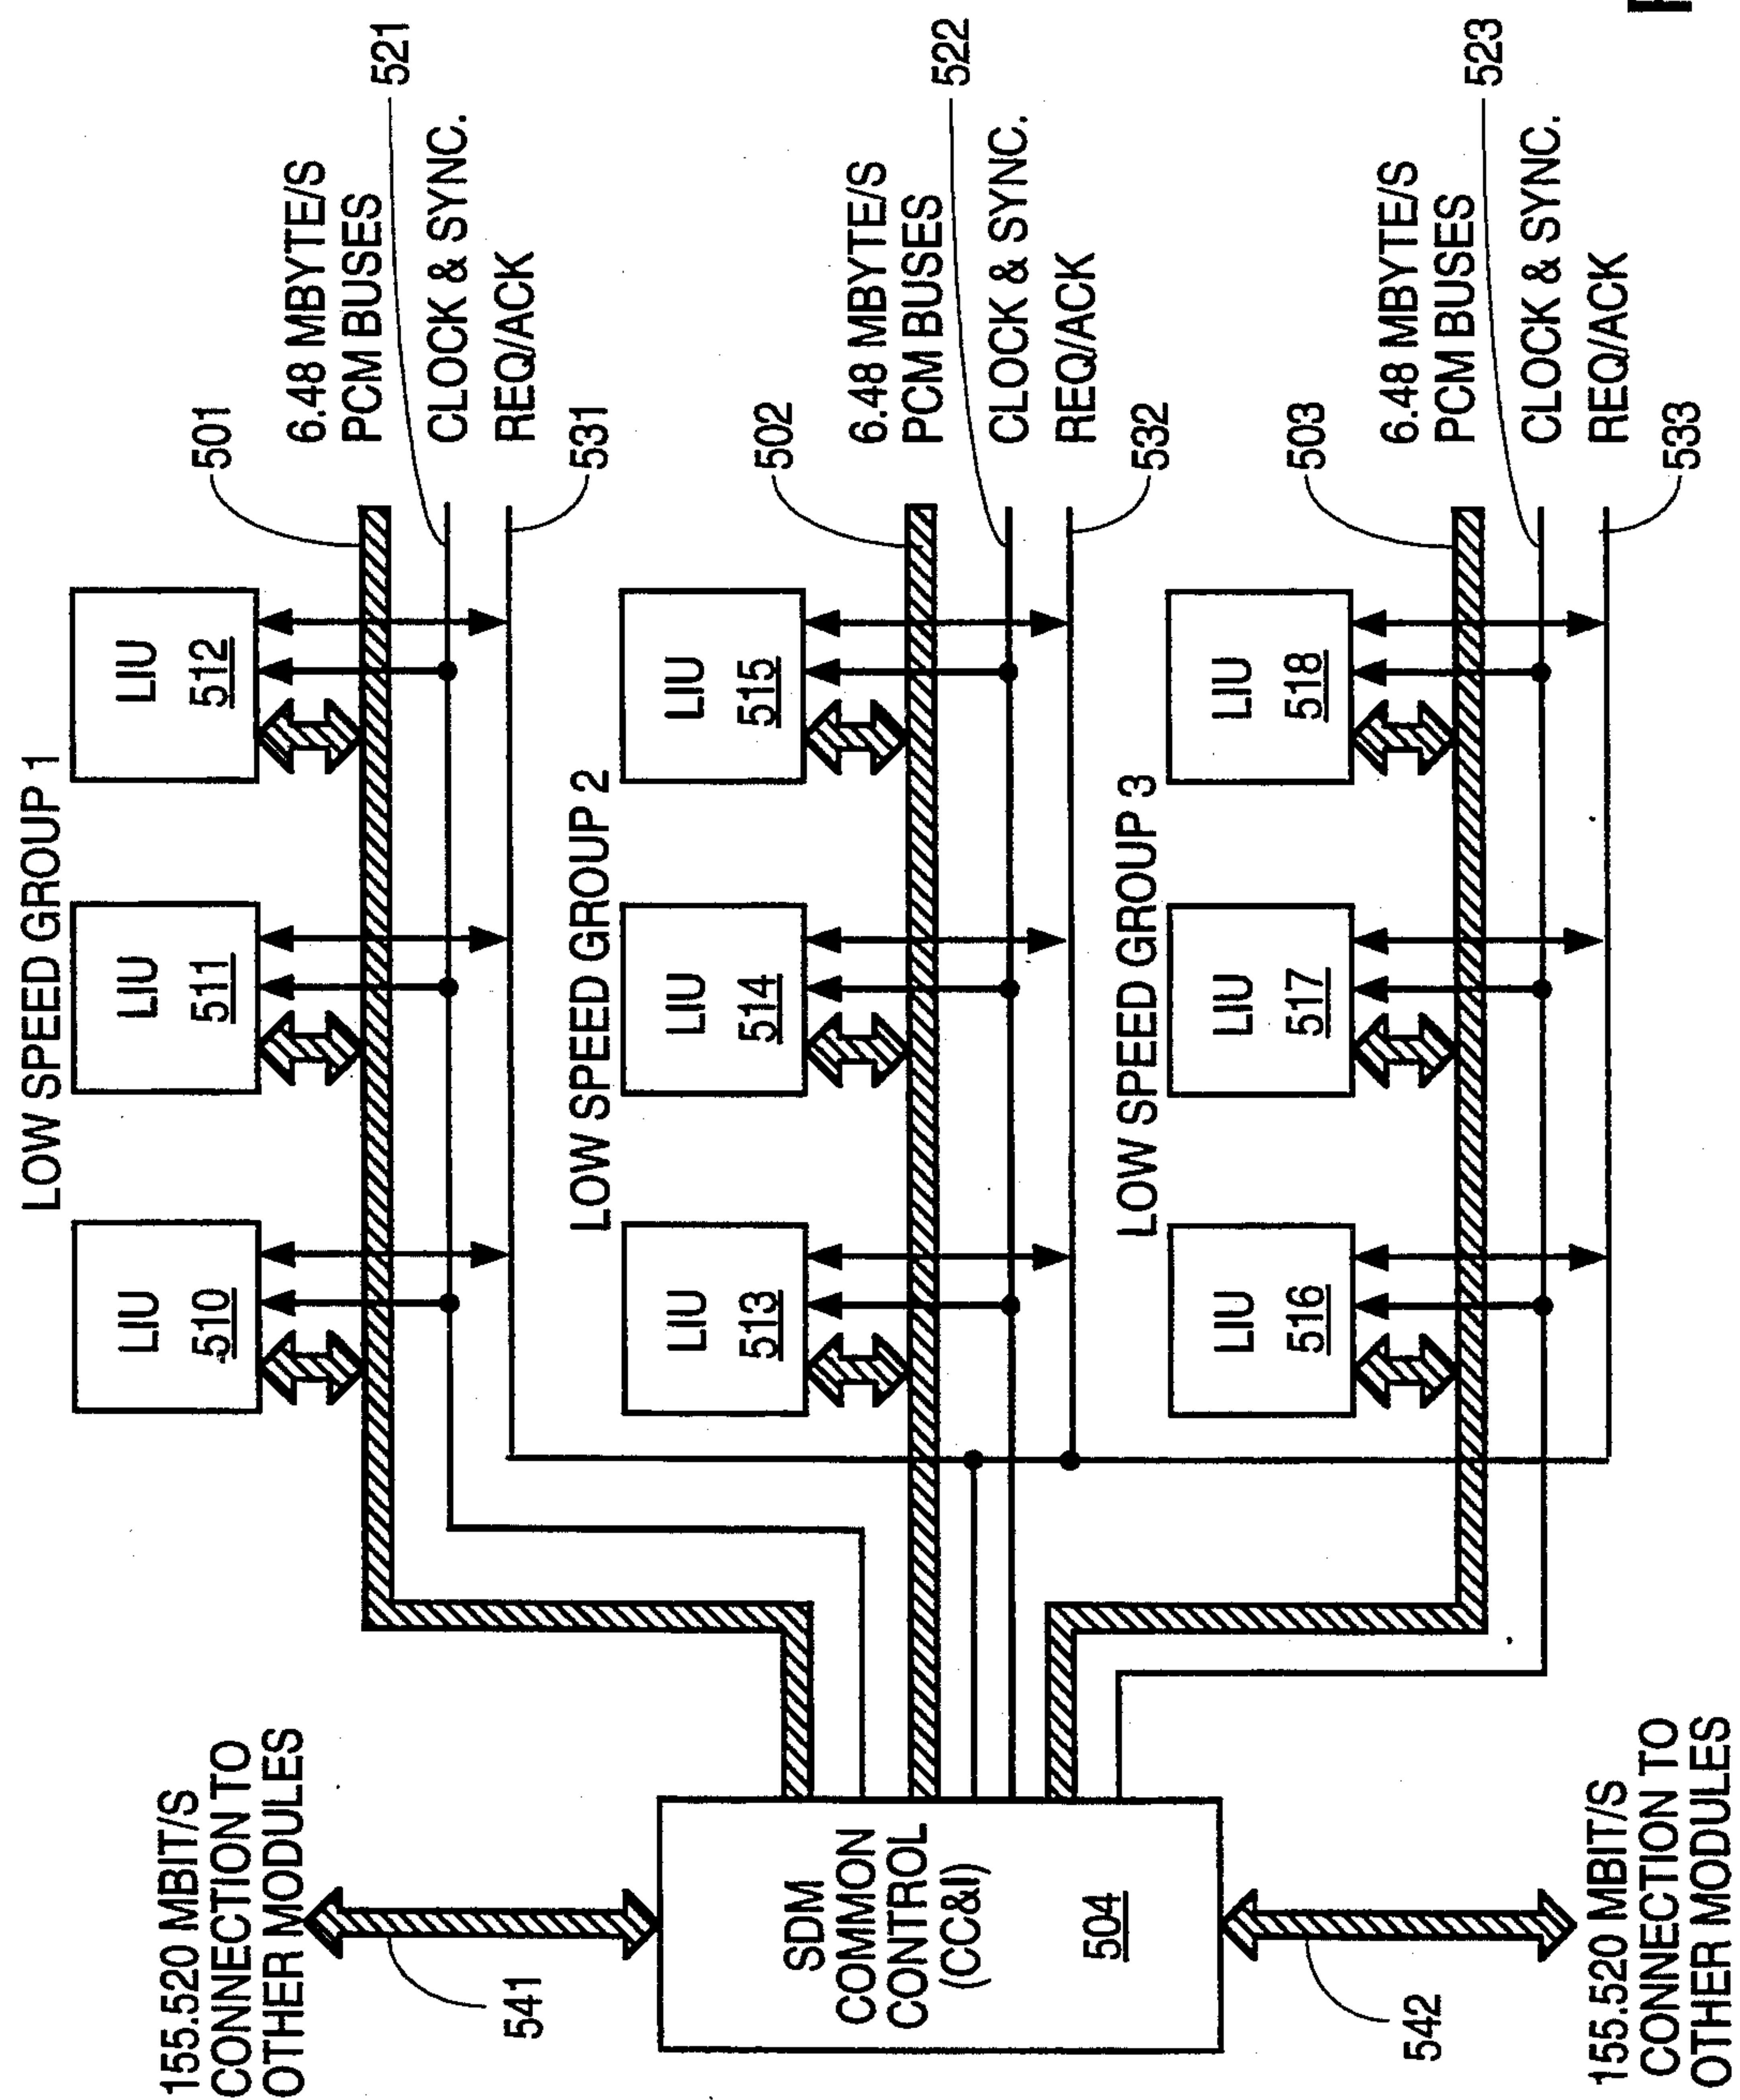 LOW SPEED GROUP 1
LIU
510
LIU
511
LIU
512
501
6.48 MBYTE/S
PCM BUSES
521
CLOCK & SYNC.
REQ/ACK
531
LOW SPEED GROUP 2
LIU
513
LIU
514
LIU
515
502
6.48 MBYTE/S
PCM BUSES
522
CLOCK & SYNC.
REQ/ACK
532
LOW SPEED GROUP 3
LIU
516
LIU
517
LIU
518
503
6.48 MBYTE/S
PCM BUSES
523
CLOCK & SYNC.
REQ/ACK
533
155.520 MBIT/S
CONNECTION TO
OTHER MODULES
541
SDM
COMMON
CONTROL
(CC&I)
504
542
155.520 MBIT/S
CONNECTION TO
OTHER MODULES